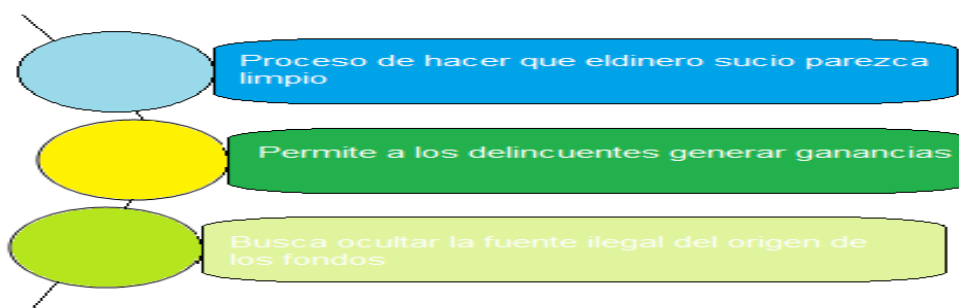 Proceso de hacer que eldinero sucio parezca
limpio
Permite a los delincuentes generar ganancias
Busca ocultar la fuente ilegal del origen de
los fondos